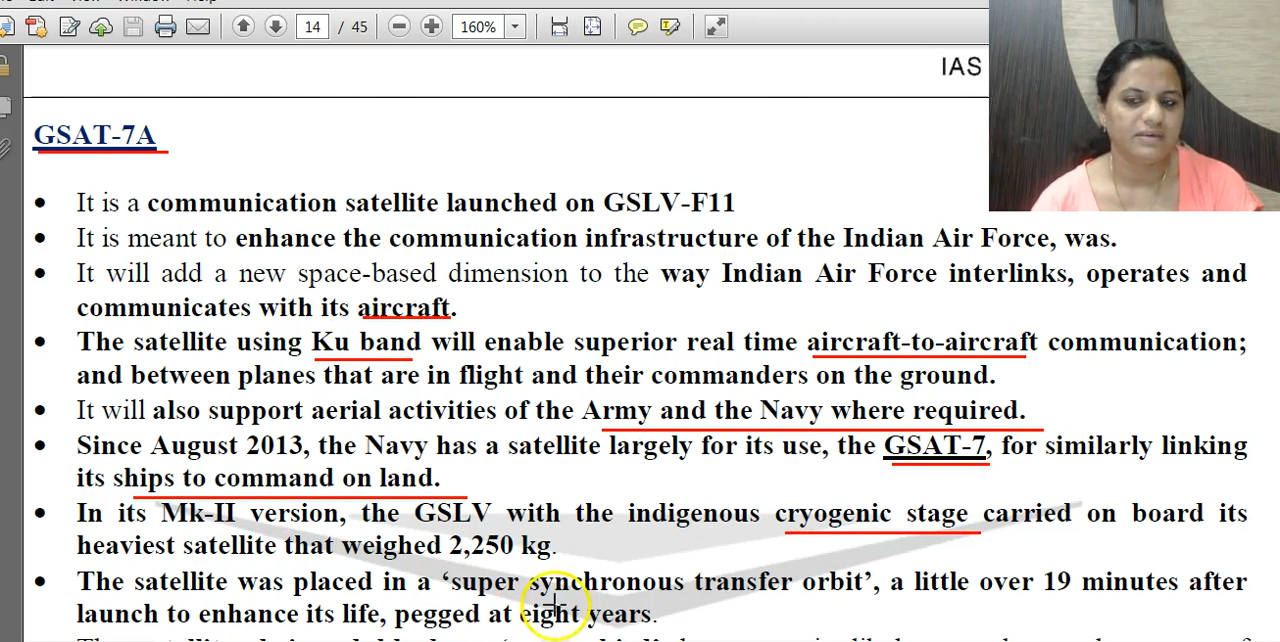 14 / 45
160%
IAS
GSAT-7A
• It is a communication satellite launched on GSLV-F11
• It is meant to enhance the communication infrastructure of the Indian Air Force, was.
• It will add a new space-based dimension to the way Indian Air Force interlinks, operates and
communicates with its aircraft.
• The satellite using Ku band will enable superior real time aircraft-to-aircraft communication;
and between planes that are in flight and their commanders on the ground.
• It will also support aerial activities of the Army and the Navy where required.
• Since August 2013, the Navy has a satellite largely for its use, the GSAT-7, for similarly linking
its ships to command on land.
• In its Mk-II version, the GSLV with the indigenous cryogenic stage carried on board its
heaviest satellite that weighed 2,250 kg.
• The satellite was placed in a ‘super synchronous transfer orbit’, a little over 19 minutes after
launch to enhance its life, pegged at eight years.